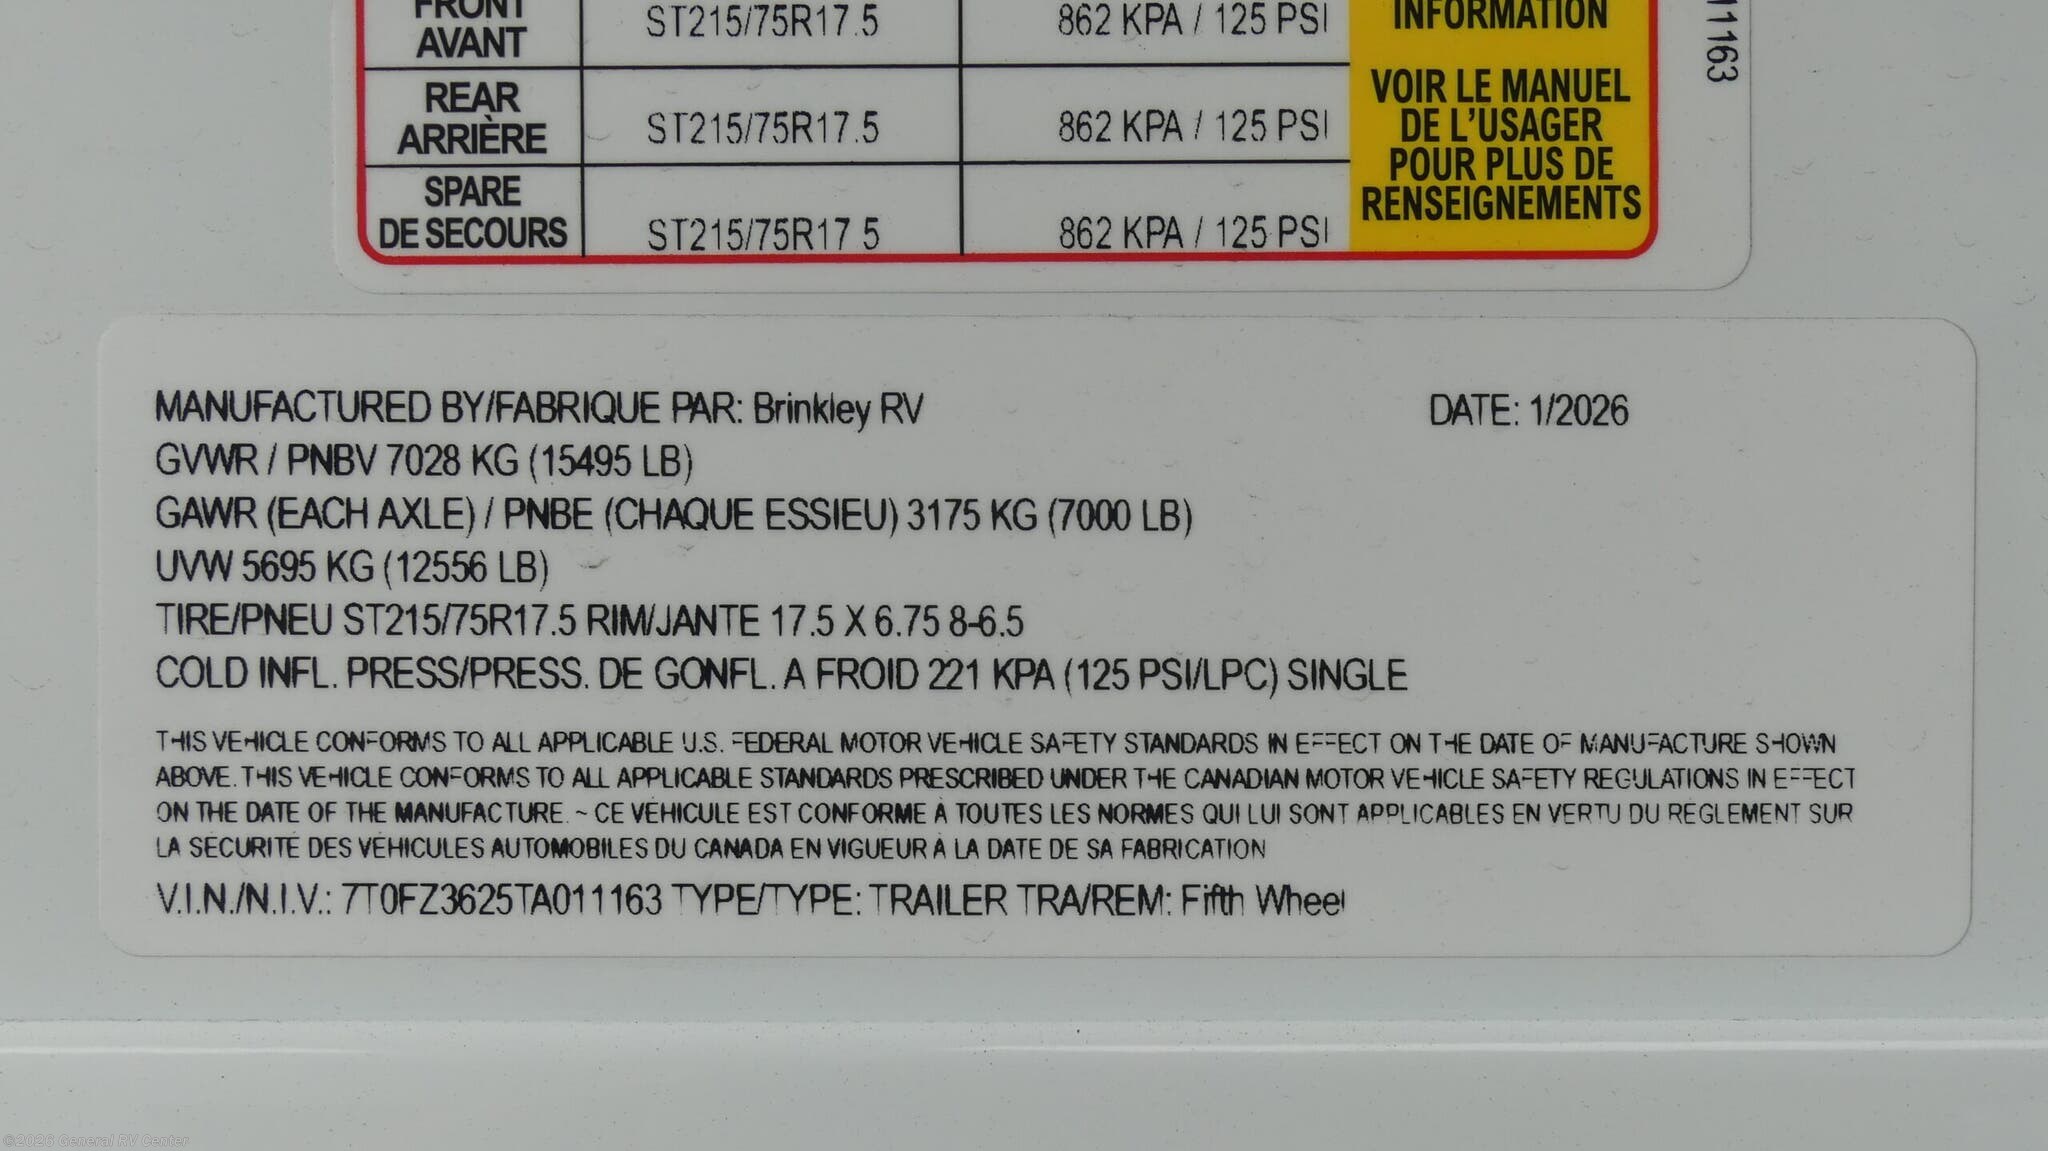 FRONT ST215/75R17.5 862 KPA / 125 PSI INFORMATION
AVANT
VOIR LE MANUEL
DE L'USAGER
POUR PLUS DE
RENSEIGNEMENTS
REAR ST215/75R17.5 862 KPA / 125 PSI
ARRIÈRE
SPARE
DE SECOURS ST215/75R17.5 862 KPA / 125 PSI
11163
MANUFACTURED BY/FABRIQUE PAR: Brinkley RV DATE: 1/2026
GVWR / PNBV 7028 KG (15495 LB)
GAWR (EACH AXLE) / PNBE (CHAQUE ESSIEU) 3175 KG (7000 LB)
UVW 5695 KG (12556 LB)
TIRE/PNEU ST215/75R17.5 RIM/JANTE 17.5 X 6.75 8-6.5
COLD INFL. PRESS/PRESS. DE GONFL. A FROID 221 KPA (125 PSI/LPC) SINGLE
THIS VEHICLE CONFORMS TO ALL APPLICABLE U.S. FEDERAL MOTOR VEHICLE SAFETY STANDARDS IN EFFECT ON THE DATE OF MANUFACTURE SHOWN
ABOVE. THIS VEHICLE CONFORMS TO ALL APPLICABLE STANDARDS PRESCRIBED UNDER THE CANADIAN MOTOR VEHICLE SAFETY REGULATIONS IN EFFECT
ON THE DATE OF THE MANUFACTURE. ~ CE VÉHICULE EST CONFORME À TOUTES LES NORMES QUI LUI SONT APPLICABLES EN VERTU DU RÈGLEMENT SUR
LA SÉCURITÉ DES VÉHICULES AUTOMOBILES DU CANADA EN VIGUEUR À LA DATE DE SA FABRICATION
V.I.N./N.I.V.: 7T0FZ3625TA011163 TYPE/TYPE: TRAILER TRA/REM: Fifth Wheel
©2026 General RV Center